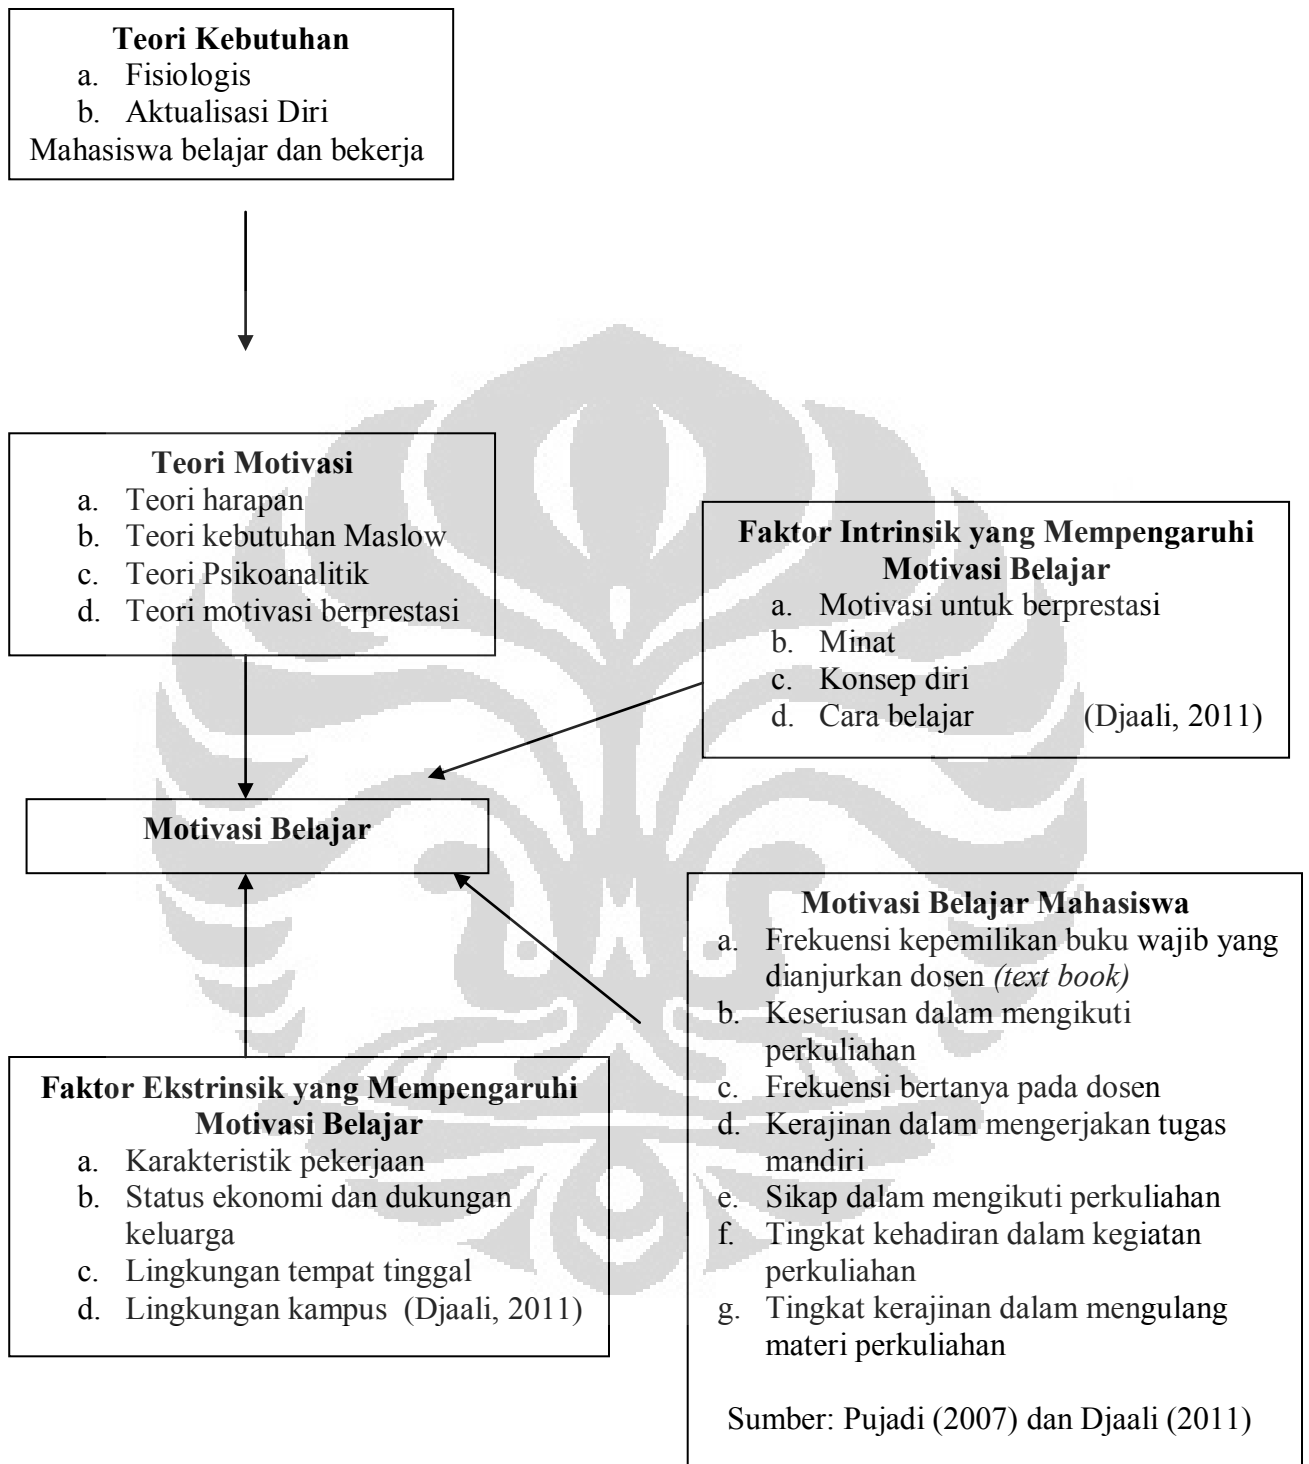 Teori Kebutuhan
a. Fisiologis
b. Aktualisasi Diri
Mahasiswa belajar dan bekerja
Teori Motivasi
a. Teori harapan
b. Teori kebutuhan Maslow
c. Teori Psikoanalitik
d. Teori motivasi berprestasi
Faktor Intrinsik yang Mempengaruhi
Motivasi Belajar
a. Motivasi untuk berprestasi
b. Minat
c. Konsep diri
d. Cara belajar (Djaali, 2011)
Motivasi Belajar
Motivasi Belajar Mahasiswa
a. Frekuensi kepemilikan buku wajib yang
dianjurkan dosen (text book)
b. Keseriusan dalam mengikuti
perkuliahan
c. Frekuensi bertanya pada dosen
d. Kerajinan dalam mengerjakan tugas
mandiri
e. Sikap dalam mengikuti perkuliahan
f. Tingkat kehadiran dalam kegiatan
perkuliahan
g. Tingkat kerajinan dalam mengulang
materi perkuliahan
Sumber: Pujadi (2007) dan Djaali (2011)
Faktor Ekstrinsik yang Mempengaruhi
Motivasi Belajar
a. Karakteristik pekerjaan
b. Status ekonomi dan dukungan
keluarga
c. Lingkungan tempat tinggal
d. Lingkungan kampus (Djaali, 2011)